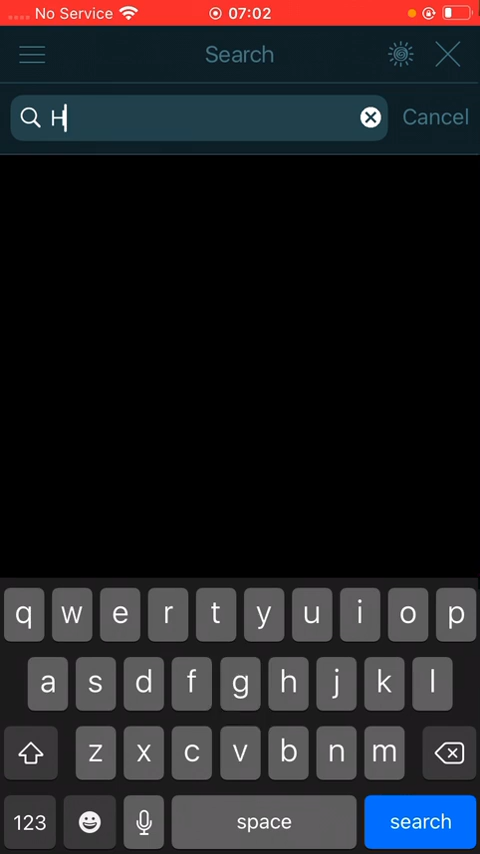 No Service 07:02
Search
H Cancel
q w e r t y u i o p
a s d f g h j k l
z x c v b n m
123 space search